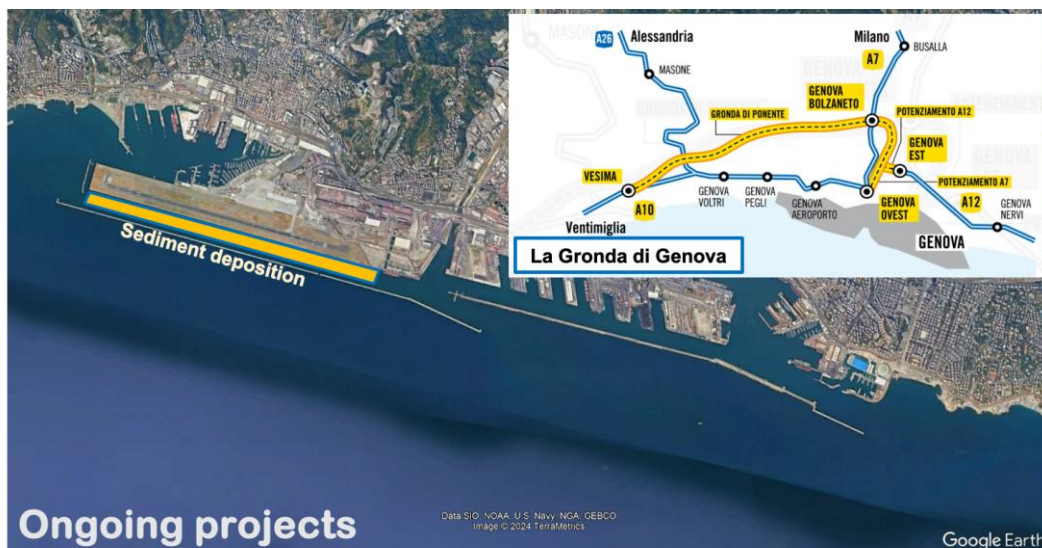 A26
Alessandria
MASONE
Milano
A7
BUSALLA
GENOVA
BOLZANETO
POTENZIAMENTO A12
GRONDA DI PONENTE
GENOVA
EST
VESIMA
A10
GENOVA
VOLTRI
GENOVA
PEGLI
GENOVA
AEROPORTO
GENOVA
OVEST
POTENZIAMENTO A7
A12
GENOVA
NERVI
Ventimiglia
GENOVA
La Gronda di Genova
Sediment deposition
Ongoing projects
Data SIO, NOAA, U.S. Navy, NGA, GEBCO
Image © 2024 TerraMetrics
Google Earth